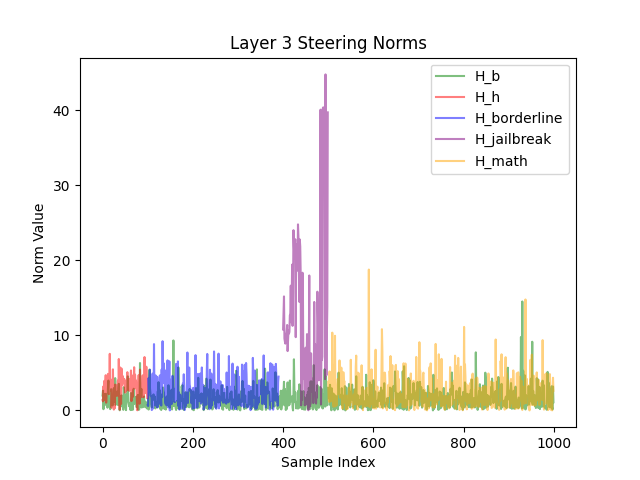 Layer 3 Steering Norms
H_b
H_h
H_borderline
H_jailbreak
H_math
Norm Value
40
30
20
10
0
0
200
400
600
800
1000
Sample Index